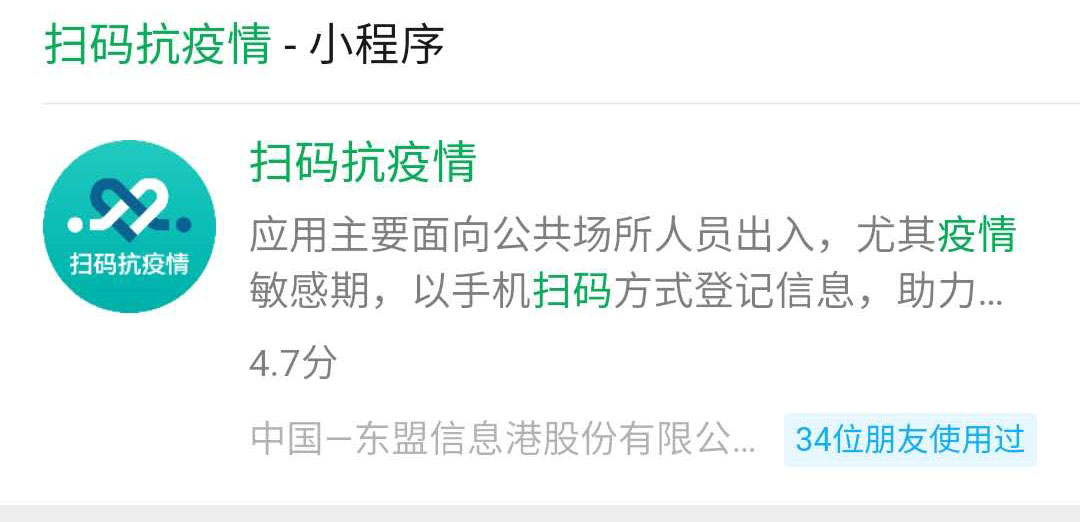 扫码抗疫情 - 小程序
扫码抗疫情
扫码抗疫情
应用主要面向公共场所人员出入，尤其疫情
敏感期，以手机扫码方式登记信息，助力...
4.7分
中国—东盟信息港股份有限公...
34位朋友使用过